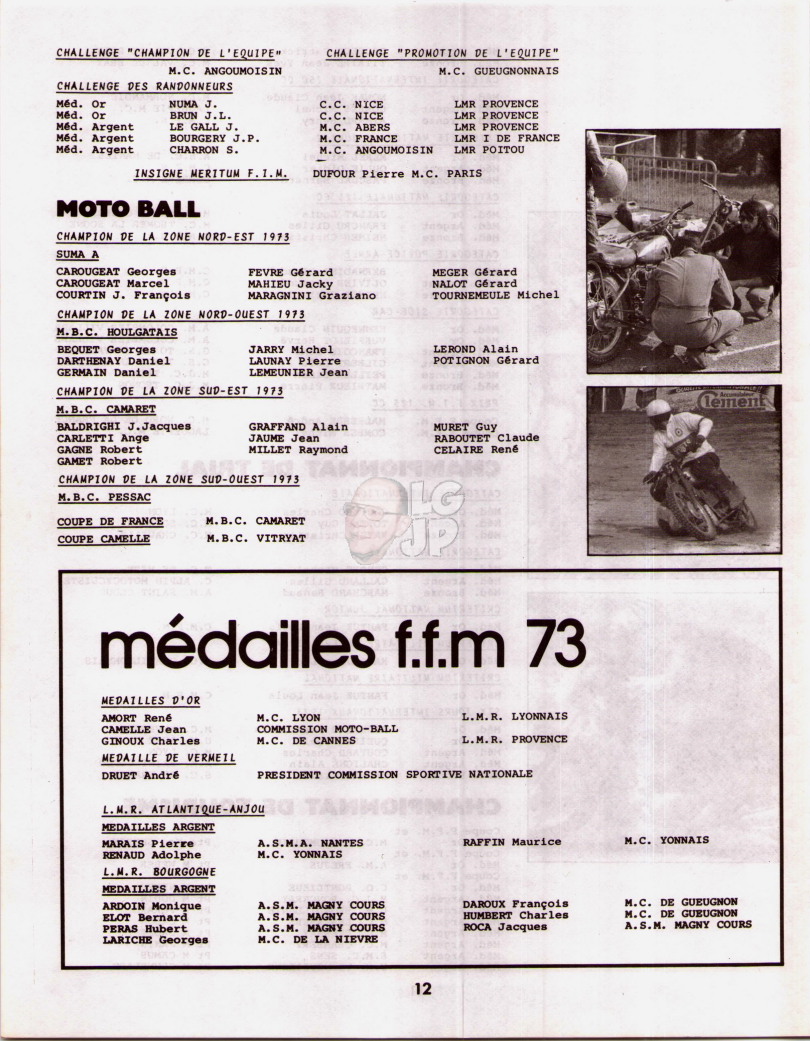 CHALLENGE "CHAMPION DE L'EQUIPE" CHALLENGE "PROMOTION DE L'EQUIPE"
M.C. ANGOUMOISIN M.C. GUEUGNONNAIS
CHALLENGE DES RANDONNEURS
Méd. Or NUMA J. C.C. NICE LMR PROVENCE
Méd. Or BRUN J.L. C.C. NICE LMR PROVENCE
Méd. Argent LE GALL J. M.C. ABERS LMR PROVENCE
Méd. Argent BOURGERY J.P. M.C. FRANCE LMR I DE FRANCE
Méd. Argent CHARRON S. M.C. ANGOUMOISIN LMR POITOU
INSIGNE MERITUM F.I.M. DUFOUR Pierre M.C. PARIS
MOTO BALL
CHAMPION DE LA ZONE NORD-EST 1973
SUMA A
CAROUGEAT Georges FEVRE Gérard MEGER Gérard
CAROUGEAT Marcel MAHIEU Jacky NALOT Gérard
COURTIN J. François MARAGNINI Graziano TOURNEMEULE Michel
CHAMPION DE LA ZONE NORD-OUEST 1973
M.B.C. HOULGATAIS
BEQUET Georges JARRY Michel LEROND Alain
DARTHENAY Daniel LAUNAY Pierre POTIGNON Gérard
GERMAIN Daniel LEMEUNIER Jean
CHAMPION DE LA ZONE SUD-EST 1973
M.B.C. CAMARET
BALDRIGHI J.Jacques GRAFFAND Alain MURET Guy
CARLETTI Ange JAUME Jean RABOUTET Claude
GAGNE Robert MILLET Raymond CELAIRE René
GAMET Robert
CHAMPION DE LA ZONE SUD-OUEST 1973
M.B.C. PESSAC
COUPE DE FRANCE M.B.C. CAMARET
COUPE CAMELLE M.B.C. VITRYAT
LG
JP
clement
médailles f.f.m 73
MEDAILLES D'OR
AMORT René M.C. LYON L.M.R. LYONNAIS
CAMELLE Jean COMMISSION MOTO-BALL
GINOUX Charles M.C. DE CANNES L.M.R. PROVENCE
MEDAILLE DE VERMEIL
DRUET André PRESIDENT COMMISSION SPORTIVE NATIONALE
L.M.R. ATLANTIQUE-ANJOU
MEDAILLES ARGENT
MARAIS Pierre A.S.M.A. NANTES RAFFIN Maurice M.C. YONNAIS
RENAUD Adolphe M.C. YONNAIS
L.M.R. BOURGOGNE
MEDAILLES ARGENT
ARDOIN Monique A.S.M. MAGNY COURS DAROUX François M.C. DE GUEUGNON
ELOT Bernard A.S.M. MAGNY COURS HUMBERT Charles M.C. DE GUEUGNON
PERAS Hubert A.S.M. MAGNY COURS ROCA Jacques A.S.M. MAGNY COURS
LARICHE Georges M.C. DE LA NIEVRE
12